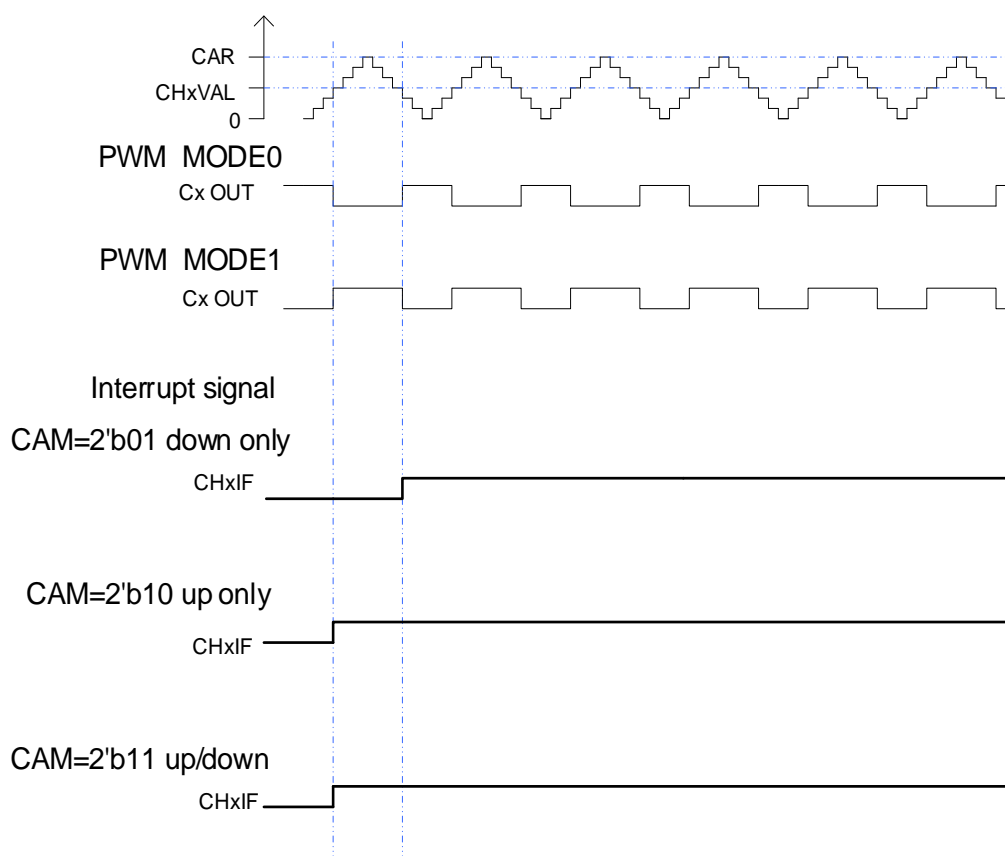 CAR
CHxVAL
0
PWM MODE0
Cx OUT
PWM MODE1
Cx OUT
Interrupt signal
CAM=2'b01 down only
CHxIF
CAM=2'b10 up only
CHxIF
CAM=2'b11 up/down
CHxIF